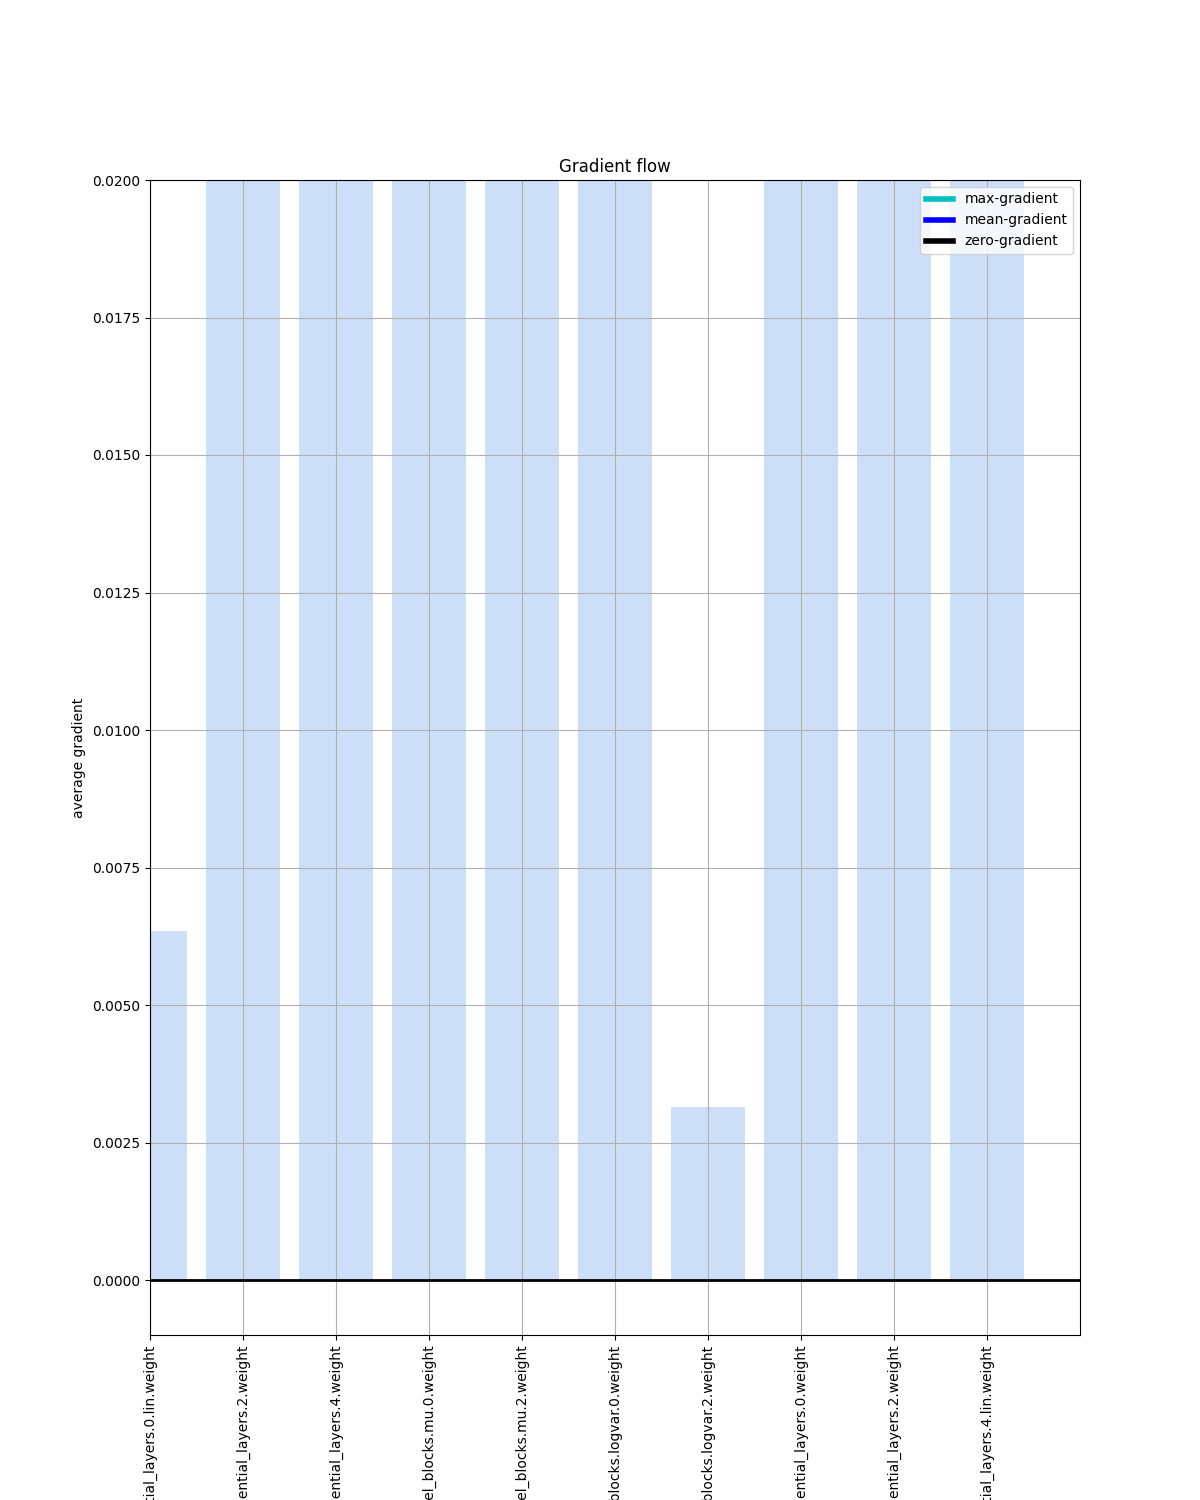 Gradient flow
max-gradient
mean-gradient
zero-gradient
0.0200
0.0175
0.0150
0.0125
0.0100
0.0075
0.0050
0.0025
0.0000
average gradient
tial_layers.0.lin.weight
ential_layers.2.weight
ential_layers.4.weight
el_blocks.mu.0.weight
el_blocks.mu.2.weight
blocks.logvar.0.weight
blocks.logvar.2.weight
ential_layers.0.weight
ential_layers.2.weight
tial_layers.4.lin.weight